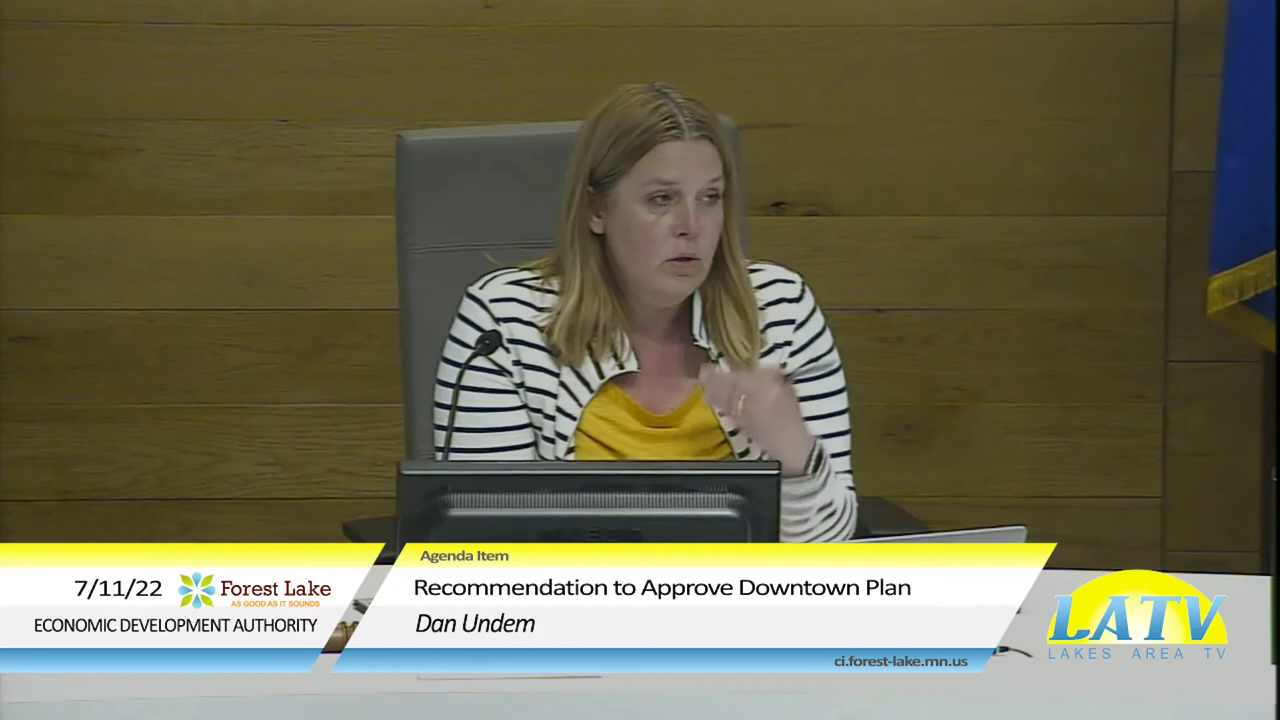 Agenda Item
7/11/22
Forest Lake
AS GOOD AS IT SOUNDS
ECONOMIC DEVELOPMENT AUTHORITY
Recommendation to Approve Downtown Plan
Dan Undem
ci.forest-lake.mn.us
LATV
LAKES AREA TV